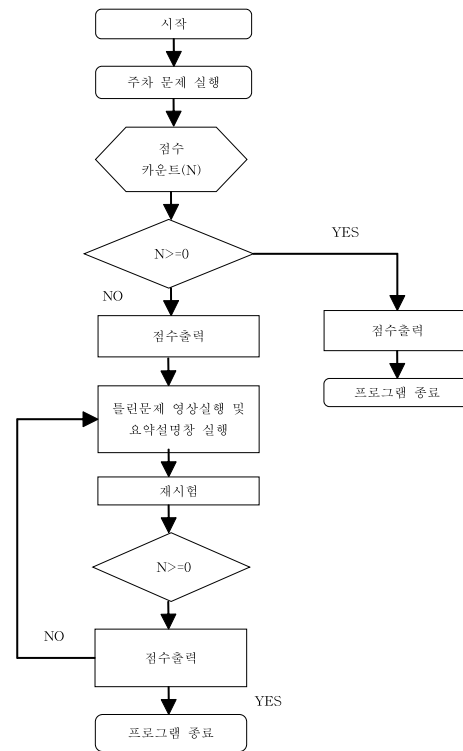 시작
주차 문제 실행
점수
카운트(N)
N>=0
YES
NO
점수출력
점수출력
프로그램 종료
틀린문제 영상실행 및
요약설명창 실행
재시험
N>=0
NO
점수출력
YES
프로그램 종료